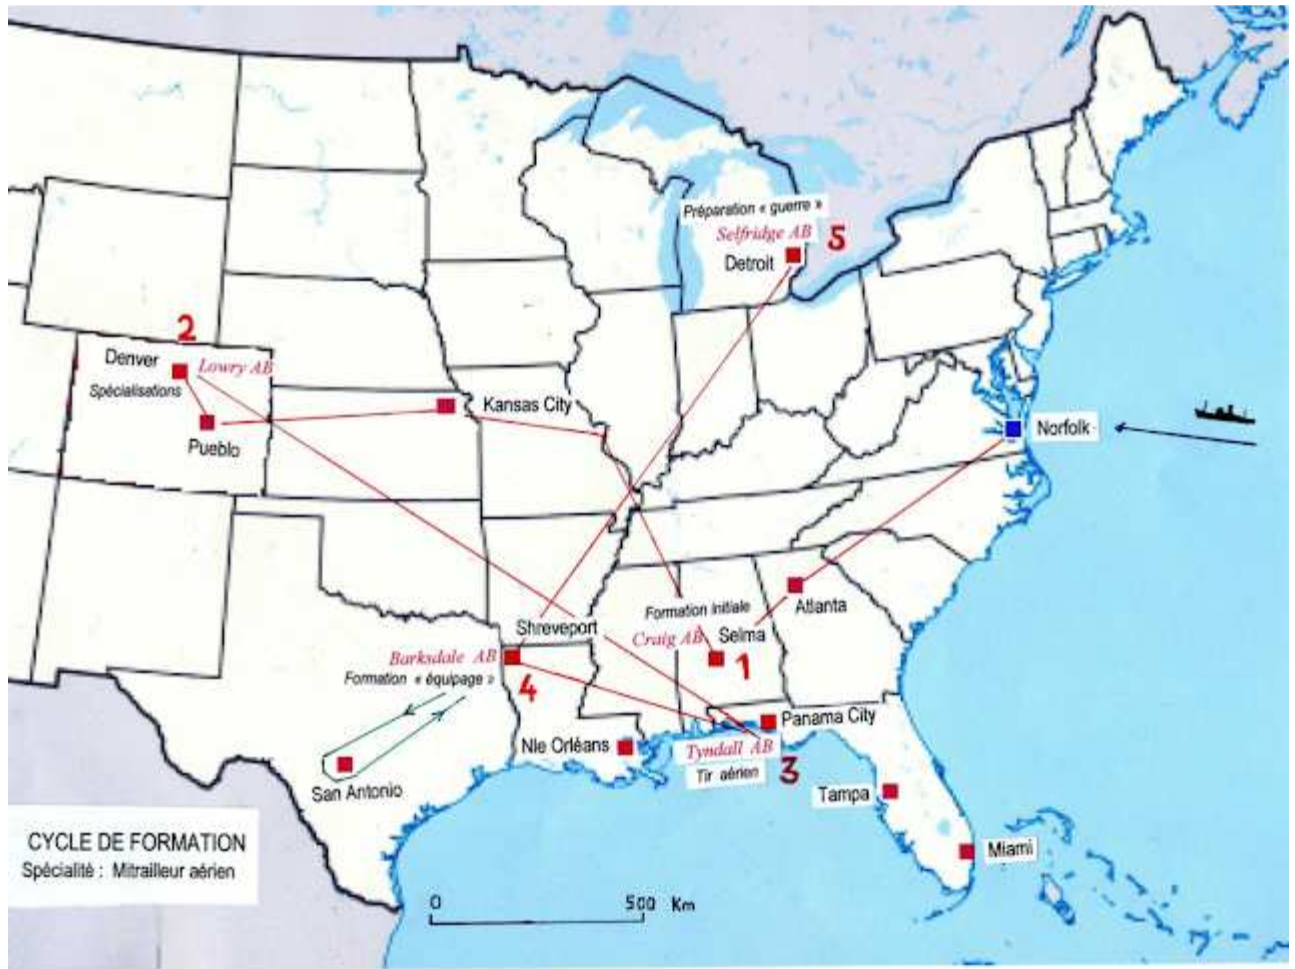 Préparation « guerre »
Selfridge AB
5
Detroit
2
Denver
Lowry AB
Spécialisations
Kansas City
Pueblo
Norfolk
Formation Initiale
Atlanta
Shreveport
Craig AB
Selma
1
Barksdale AB
Formation « équipage »
4
Panama City
Nle Orléans
Tyndall AB
3
Tir aérien
San Antonio
Tampa
Miami
CYCLE DE FORMATION
Spécialité : Mitrailleur aérien
0 500 Km